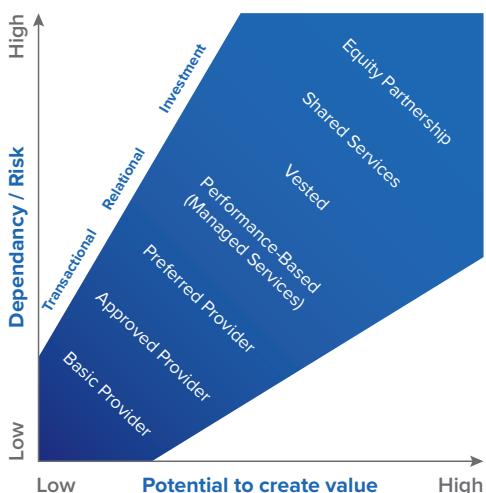 High
Dependancy / Risk
Low
Investment
Relational
Transactional
Equity Partnership
Shared Services
Vested
Performance-Based
(Managed Services)
Preferred Provider
Approved Provider
Basic Provider
Low
Potential to create value
High